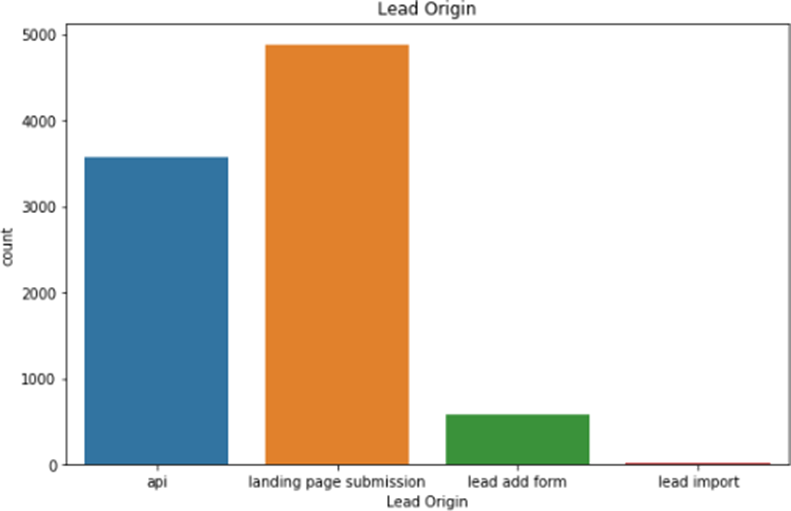 Lead Origin
5000
4000
3000
2000
1000
0
count
api landing page submission lead add form lead import
Lead Origin